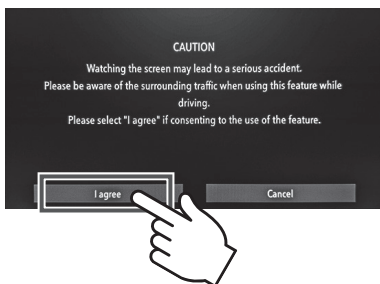 CAUTION
Watching the screen may lead to a serious accident.
Please be aware of the surrounding traffic when using this feature while
driving.
Please select "I agree" if consenting to the use of the feature.
I agree
Cancel